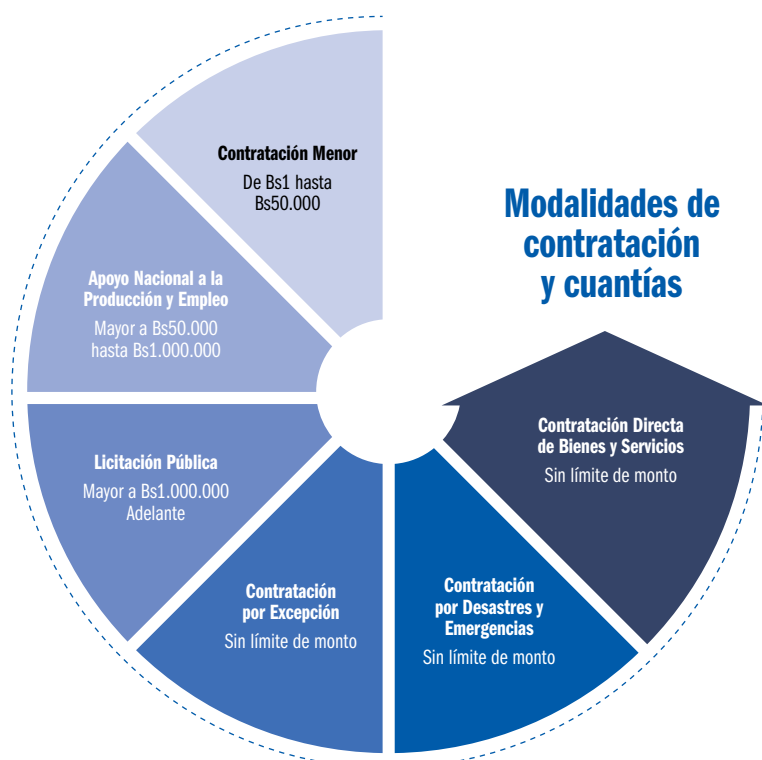 Modalidades de
contratación
y cuantías
Contratación Menor
De Bs1 hasta
Bs50.000
Apoyo Nacional a la
Producción y Empleo
Mayor a Bs50.000
hasta Bs1.000.000
Licitación Pública
Mayor a Bs1.000.000
Adelante
Contratación
por Excepción
Sin límite de monto
Contratación
por Desastres y
Emergencias
Sin límite de monto
Contratación Directa
de Bienes y Servicios
Sin límite de monto